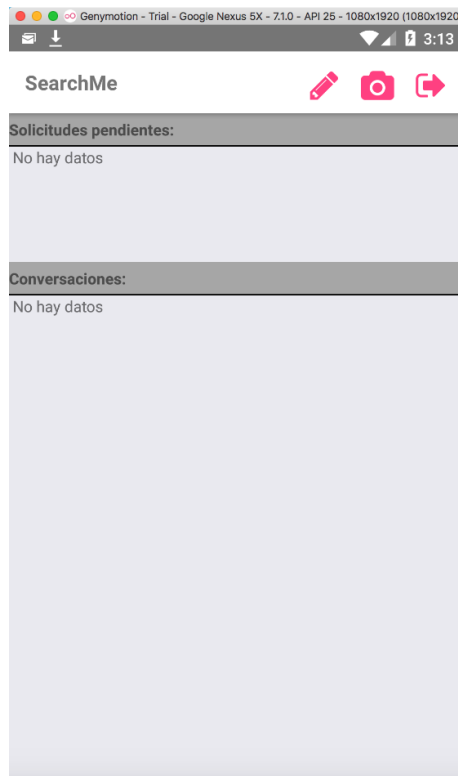 Genymotion - Trial - Google Nexus 5X - 7.1.0 - API 25 - 1080x1920 (1080x1920
3:13
SearchMe
Solicitudes pendientes:
No hay datos
Conversaciones:
No hay datos